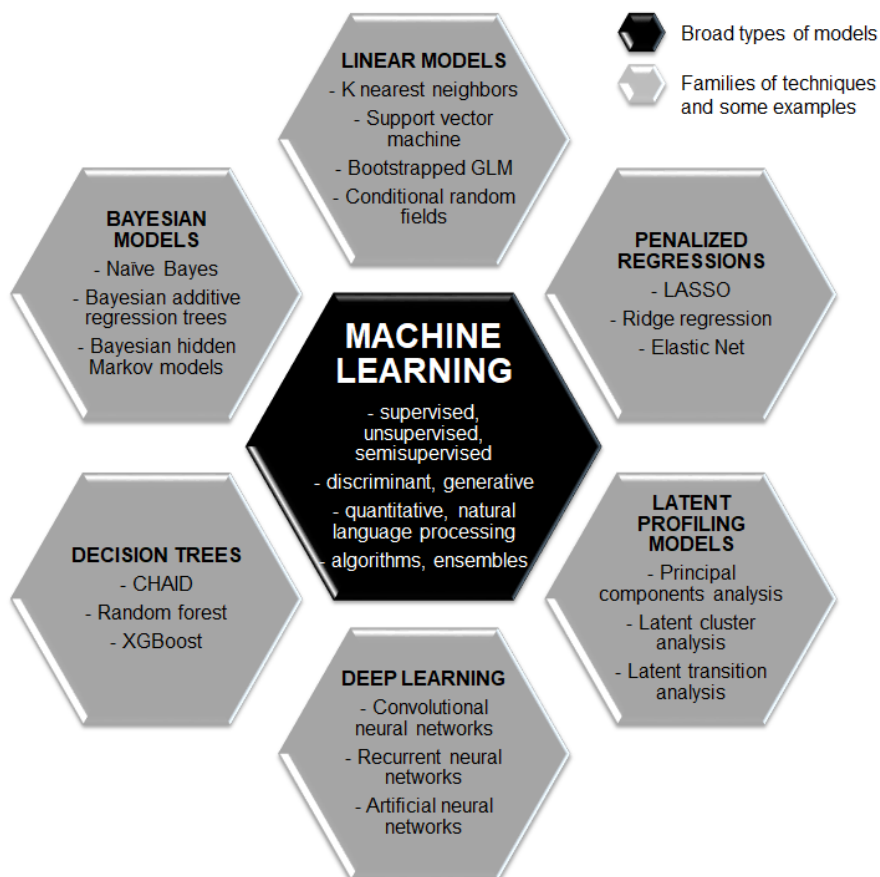 Broad types of models
Families of techniques
and some examples
LINEAR MODELS
- K nearest neighbors
- Support vector
machine
- Bootstrapped GLM
- Conditional random
fields
BAYESIAN
MODELS
- Naïve Bayes
- Bayesian additive
regression trees
- Bayesian hidden
Markov models
PENALIZED
REGRESSIONS
- LASSO
- Ridge regression
- Elastic Net
MACHINE
LEARNING
- supervised,
unsupervised,
semisupervised
- discriminant, generative
- quantitative, natural
language processing
- algorithms, ensembles
DECISION TREES
- CHAID
- Random forest
- XGBoost
LATENT
PROFILING
MODELS
- Principal
components analysis
- Latent cluster
analysis
- Latent transition
analysis
DEEP LEARNING
- Convolutional
neural networks
- Recurrent neural
networks
- Artificial neural
networks